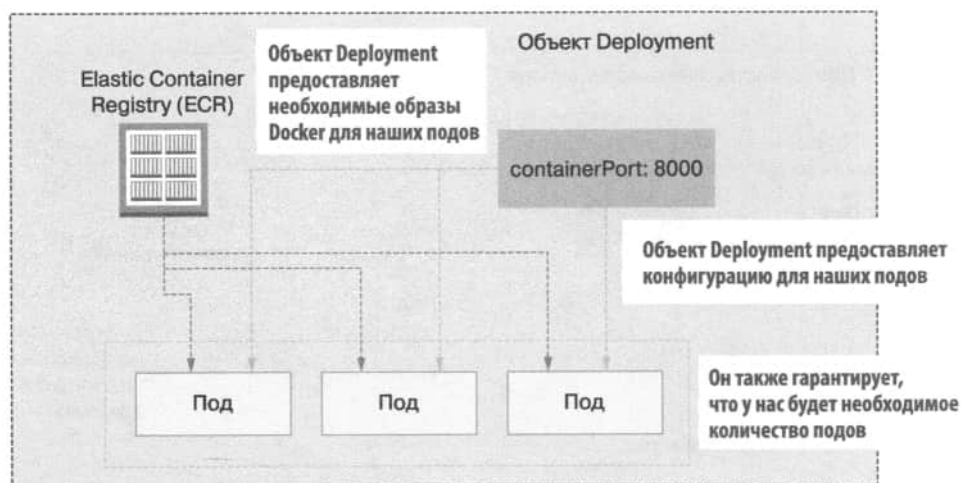 Объект Deployment
предоставляет
необходимые образы
Docker для наших подов
Объект Deployment
Elastic Container
Registry (ECR)
containerPort: 8000
Объект Deployment предоставляет
конфигурацию для наших подов
Под
Под
Под
Он также гарантирует,
что у нас будет необходимое
количество подов